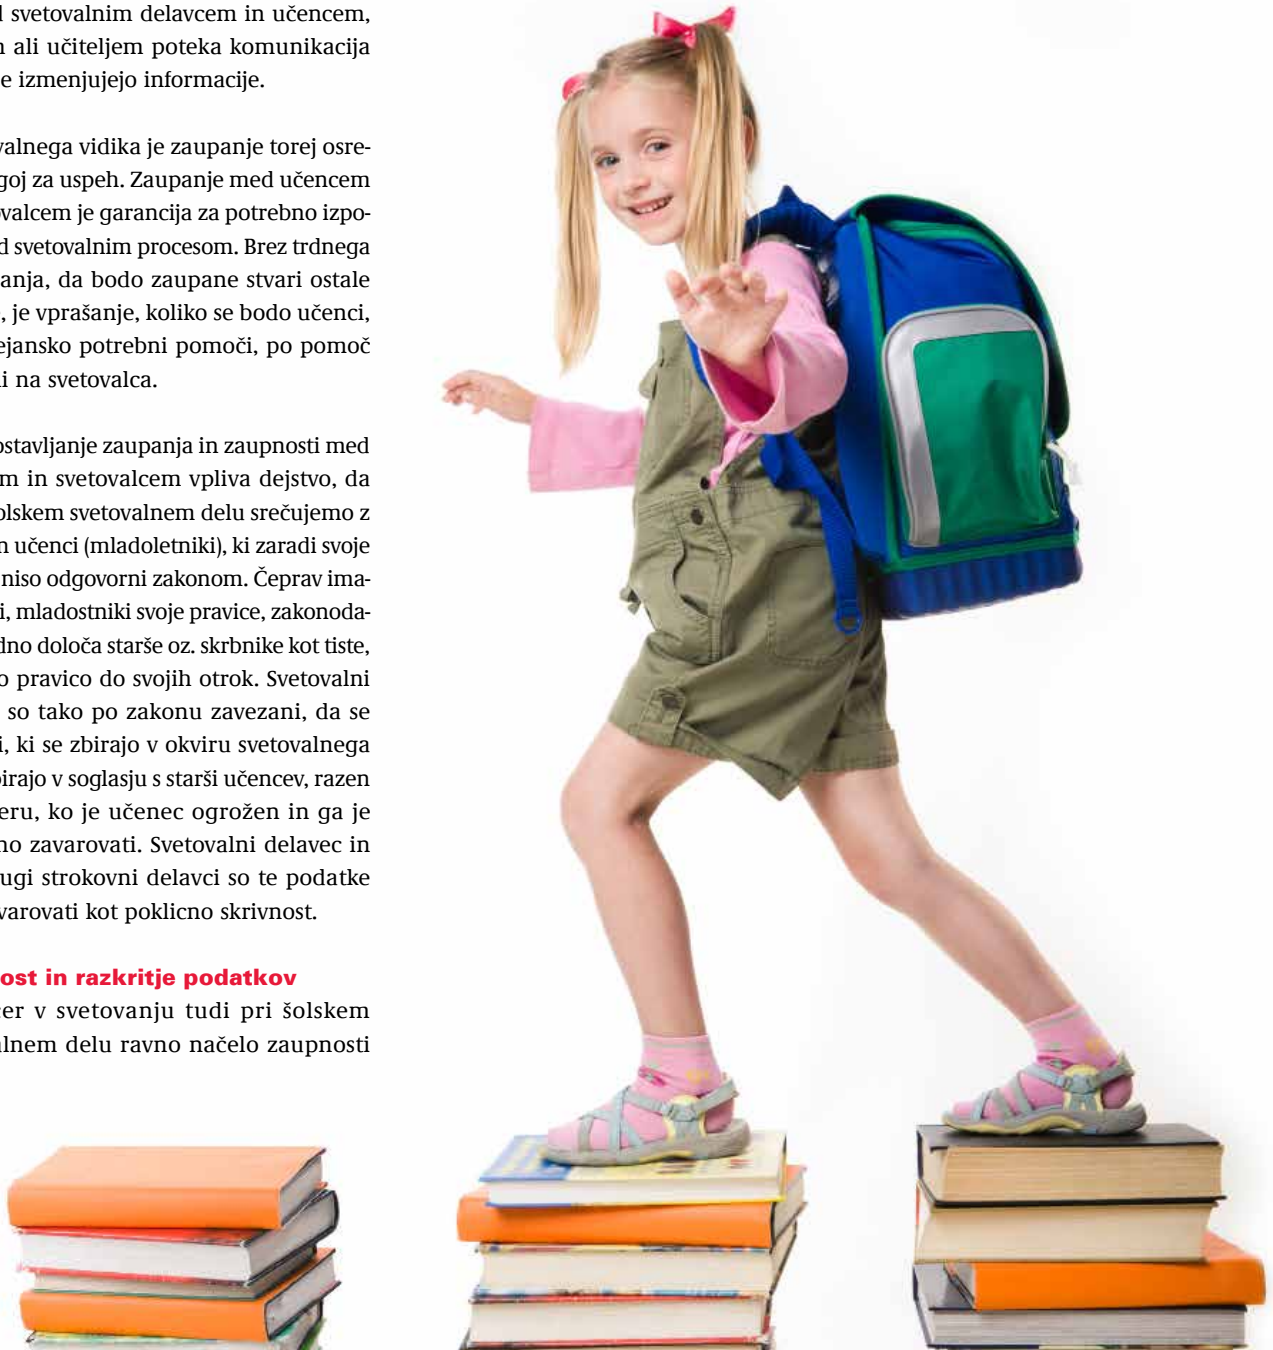 svetovalnim delavcem in učencem,
ali učiteljem poteka komunikacija
e izmenjujejo informacije.
valnega vidika je zaupanje torej osre-
goj za uspeh. Zaupanje med učencem
ovalcem je garancija za potrebno izpo-
d svetovalnim procesom. Brez trdnega
anja, da bodo zaupane stvari ostale
, je vprašanje, koliko se bodo učenci,
ejansko potrebni pomoči, po pomoč
i na svetovalca.
ostavljanje zaupanja in zaupnosti med
m in svetovalcem vpliva dejstvo, da
olskem svetovalnem delu srečujemo z
n učenci (mladoletniki), ki zaradi svoje
niso odgovorni zakonom. Čeprav ima-
i, mladostniki svoje pravice, zakonoda-
dno določa starše oz. skrbnike kot tiste,
o pravico do svojih otrok. Svetovalni
so tako po zakonu zavezani, da se
i, ki se zbirajo v okviru svetovalnega
birajo v soglasju s starši učencev, razen
eru, ko je učenec ogrožen in ga je
no zavarovati. Svetovalni delavec in
ugi strokovni delavci so te podatke
varovati kot poklicno skrivnost.
ost in razkritje podatkov
er v svetovanju tudi pri šolskem
alnem delu ravno načelo zaupnosti